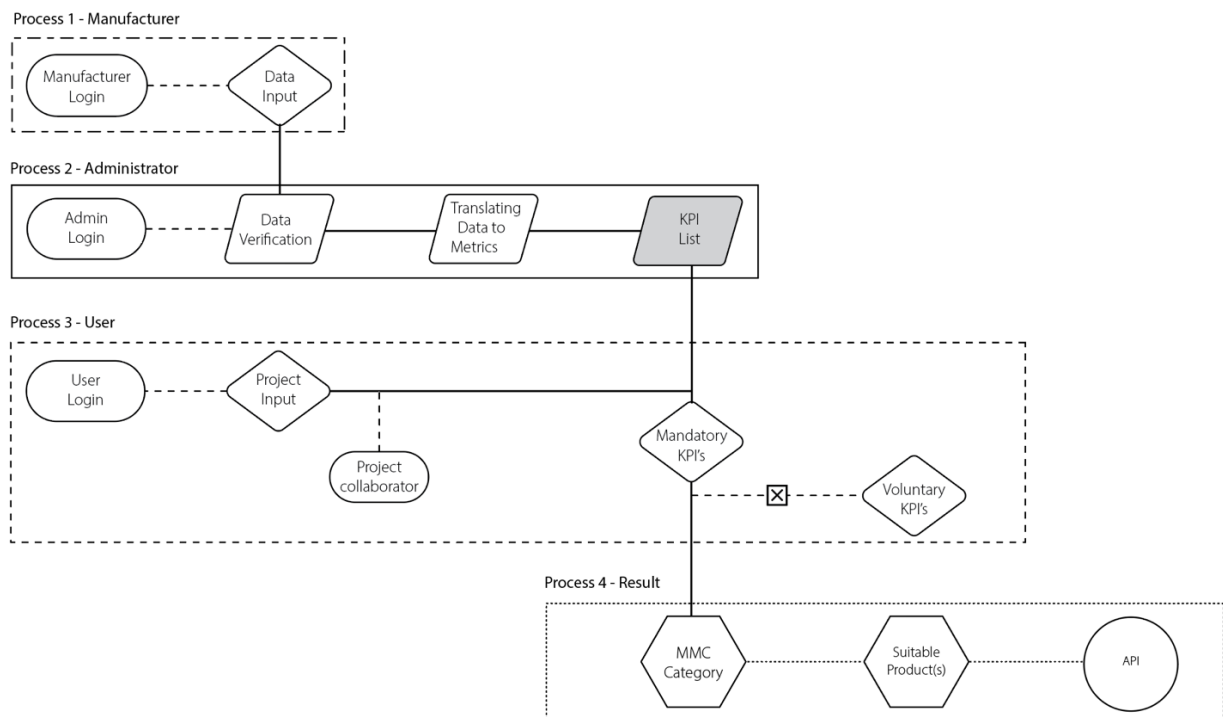 Process 1 - Manufacturer
Manufacturer
Login
Data
Input
Process 2 - Administrator
Admin
Login
Data
Verification
Translating
Data to
Metrics
KPI
List
Process 3 - User
User
Login
Project
Input
Project
collaborator
Mandatory
KPI's
Voluntary
KPI's
Process 4 - Result
MMC
Category
Suitable
Product(s)
API